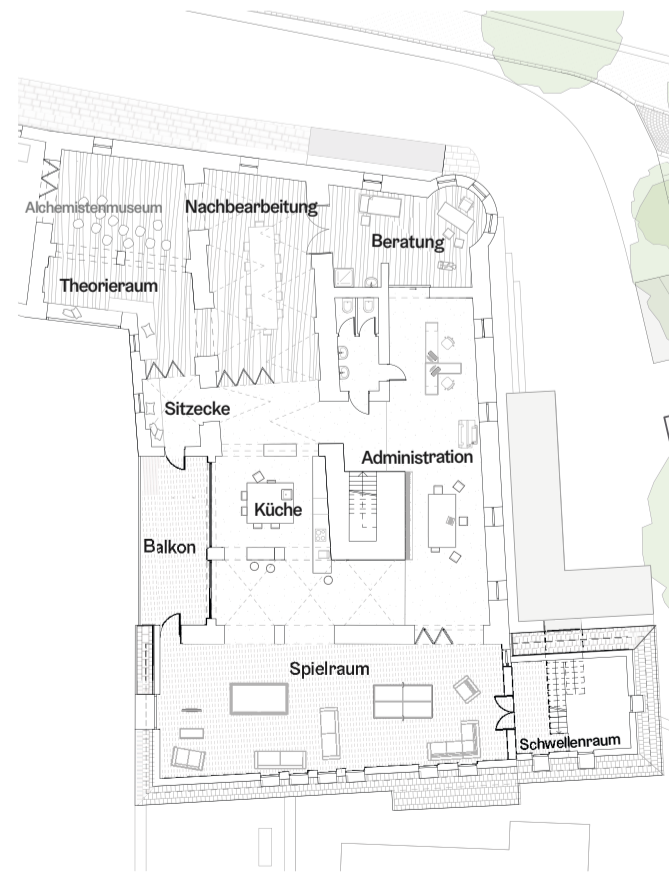 Alchemistenmuseum
Nachbearbeitung
Beratung
Theorieraum
Sitzecke
Administration
Küche
Balkon
Spielraum
Schwellenraum